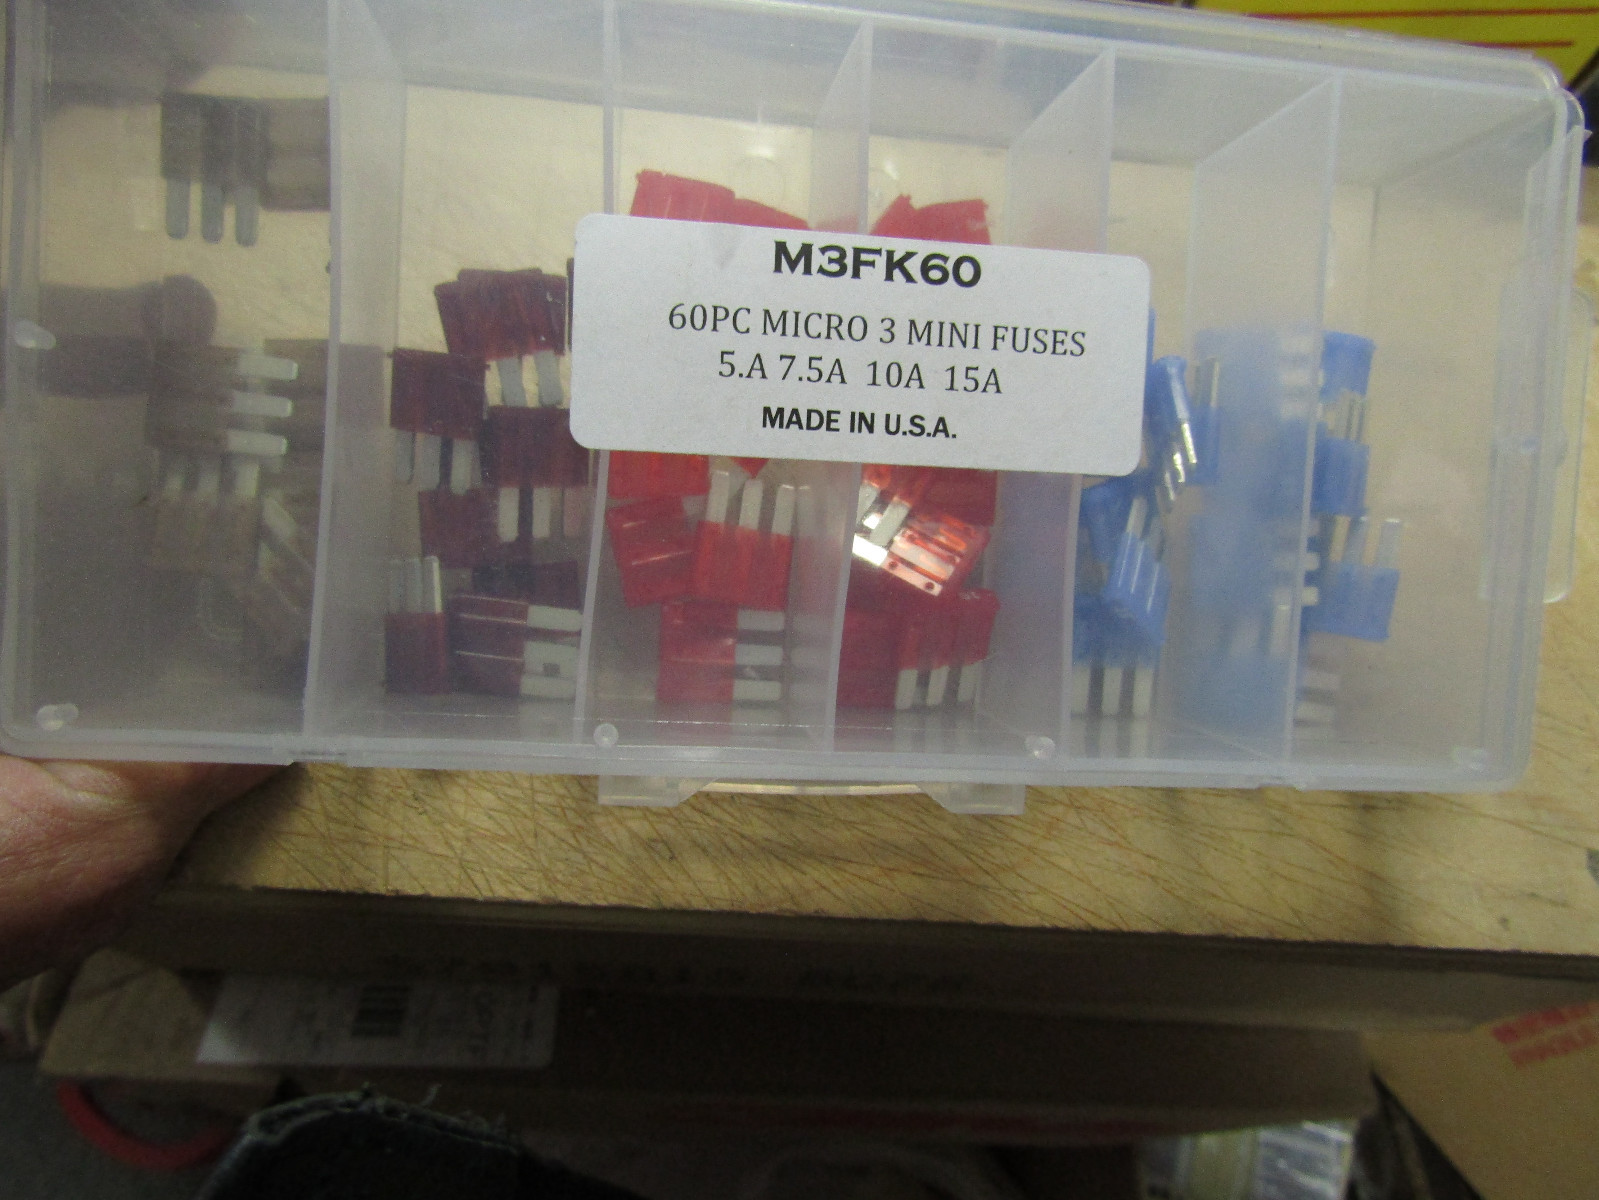 M3FK60
60PC MICRO 3 MINI FUSES
5.A 7.5A 10A 15A
MADE IN U.S.A.